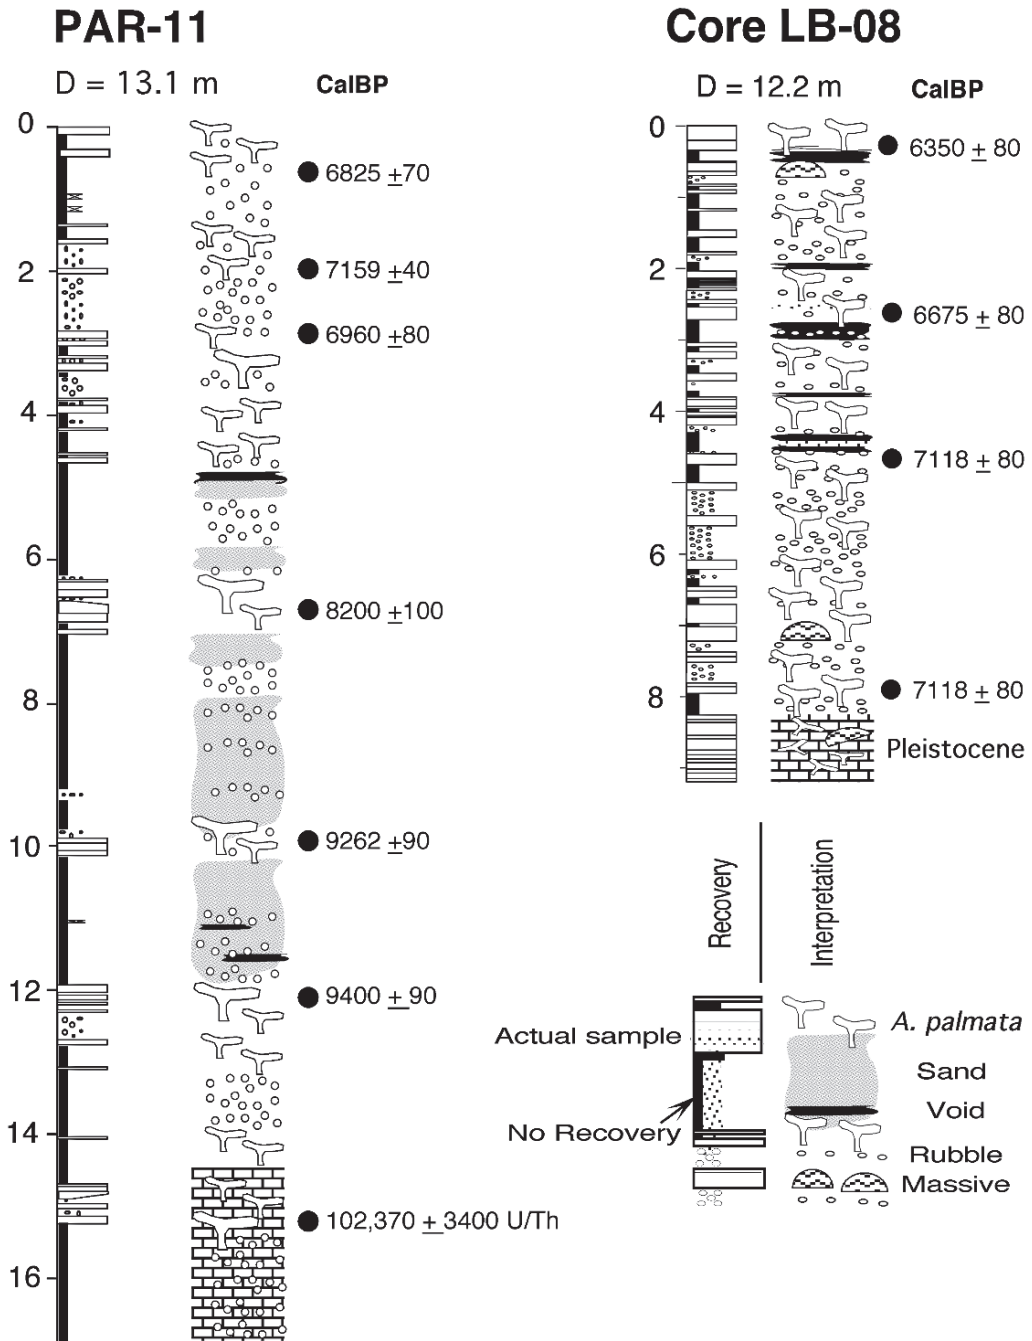 PAR-11
D = 13.1 m
CalBP
0
2
4
6
8
10
12
14
16
6825 ±70
7159 ±40
6960 ±80
8200 ±100
9262 ±90
9400 ±90
102,370 ± 3400 U/Th
Core LB-08
D = 12.2 m
CalBP
0
2
4
6
8
6350 ± 80
6675 ± 80
7118 ± 80
7118 ± 80
Pleistocene
Recovery
Interpretation
Actual sample
No Recovery
A. palmata
Sand
Void
Rubble
Massive